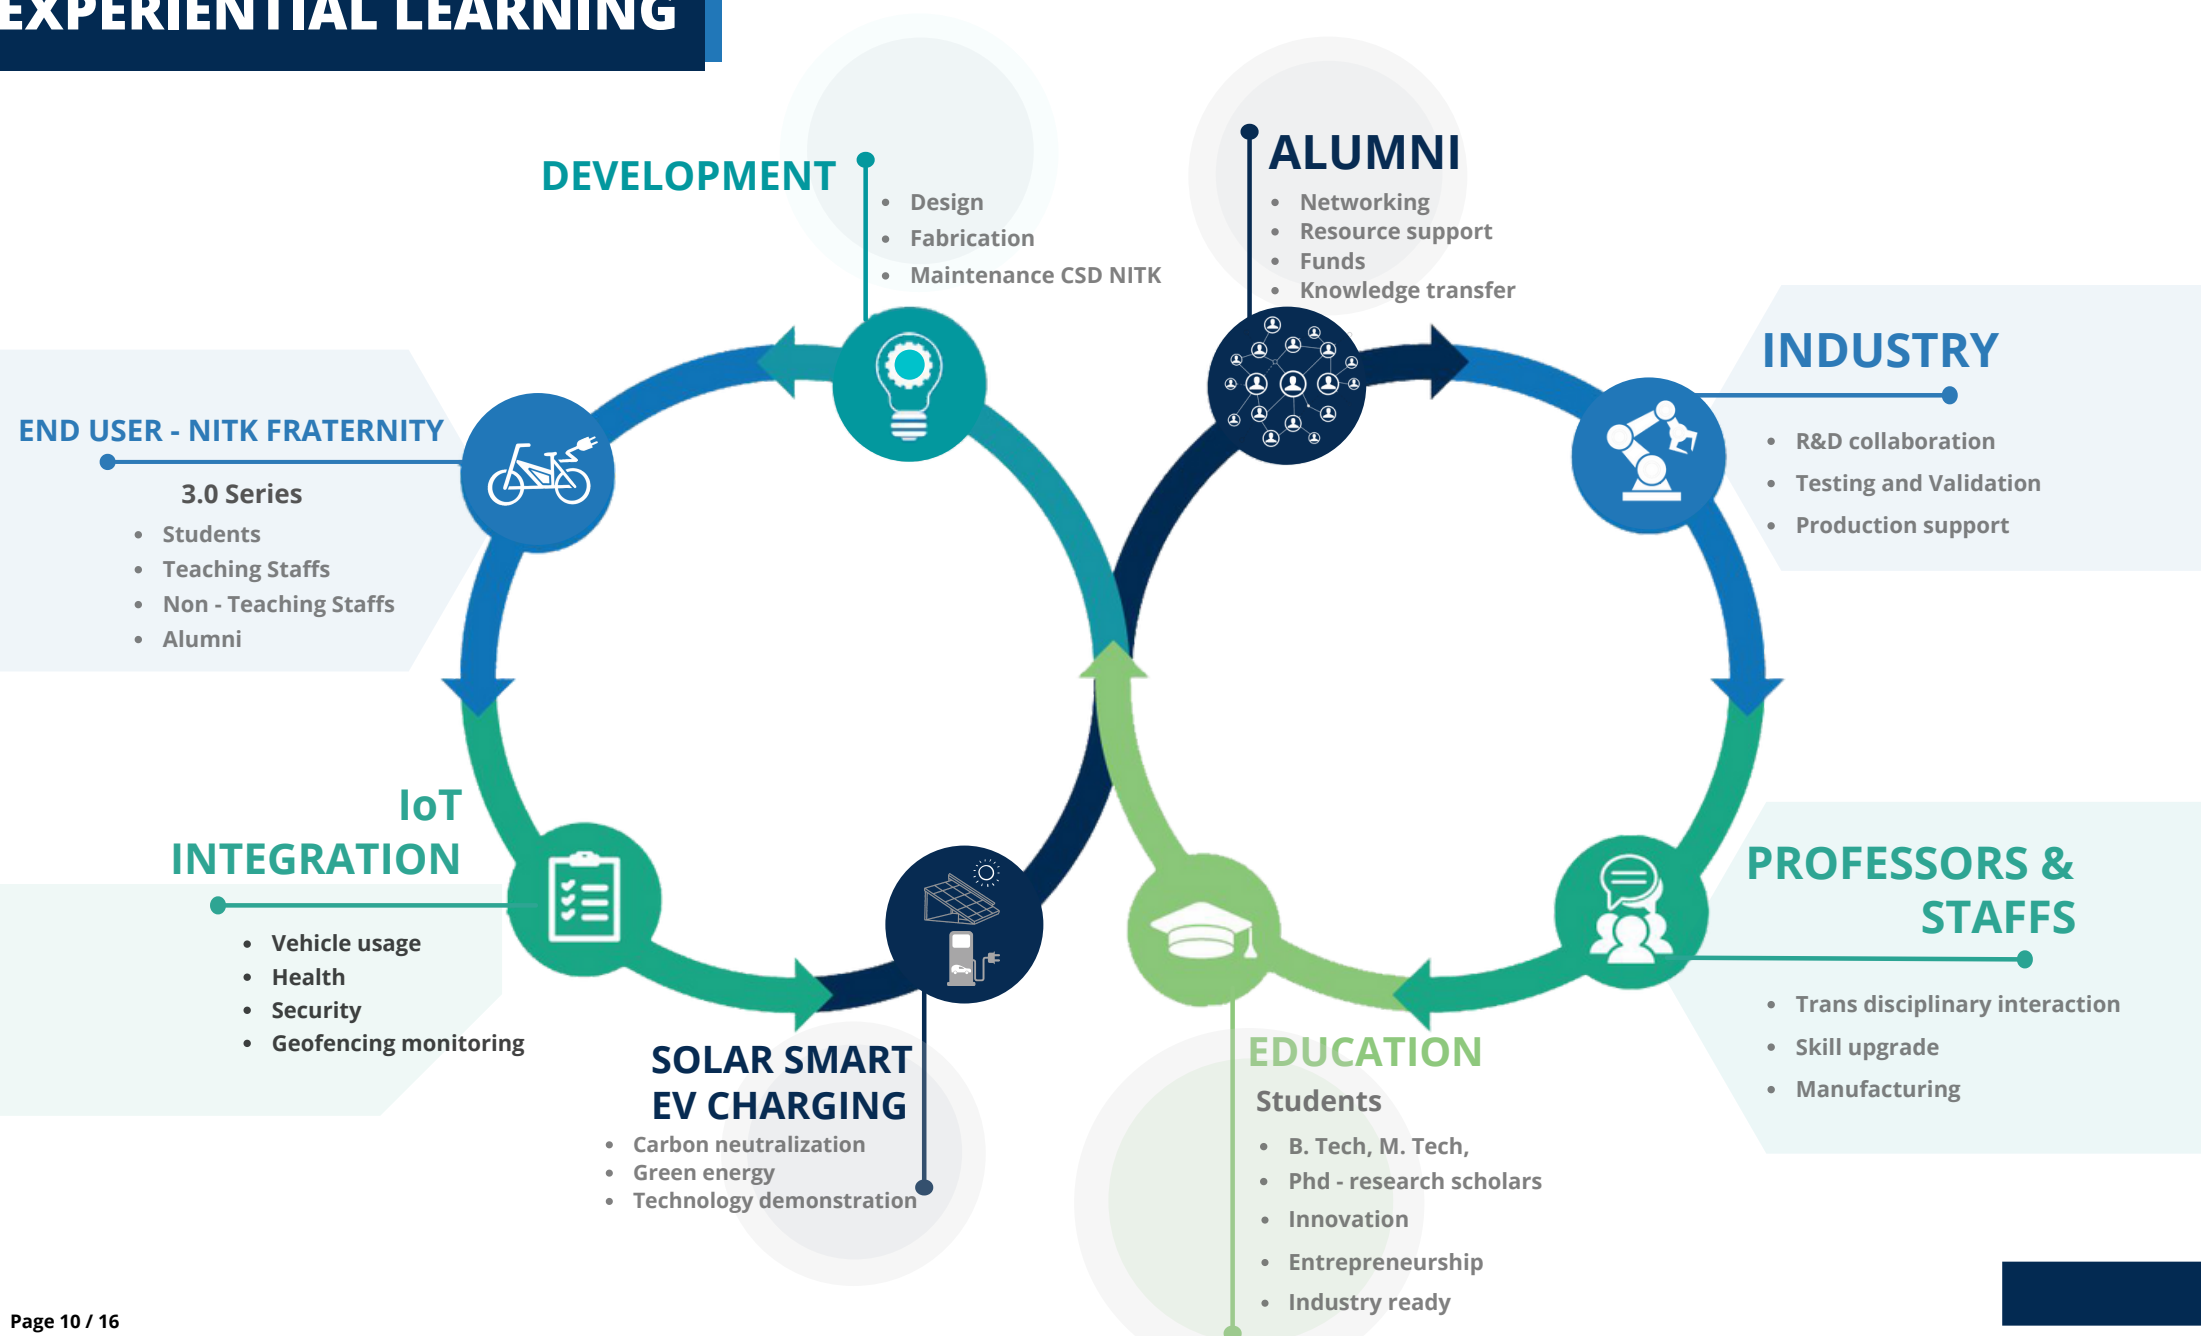 EXPERIENTIAL LEARNING
DEVELOPMENT
• Design
• Fabrication
• Maintenance CSD NITK
ALUMNI
• Networking
• Resource support
• Funds
• Knowledge transfer
INDUSTRY
• R&D collaboration
• Testing and Validation
• Production support
END USER - NITK FRATERNITY
3.0 Series
• Students
• Teaching Staffs
• Non - Teaching Staffs
• Alumni
IoT
INTEGRATION
• Vehicle usage
• Health
• Security
• Geofencing monitoring
SOLAR SMART
EV CHARGING
• Carbon neutralization
• Green energy
• Technology demonstration
EDUCATION
Students
• B. Tech, M. Tech,
• Phd - research scholars
• Innovation
• Entrepreneurship
• Industry ready
PROFESSORS &
STAFFS
• Trans disciplinary interaction
• Skill upgrade
• Manufacturing
Page 10 / 16